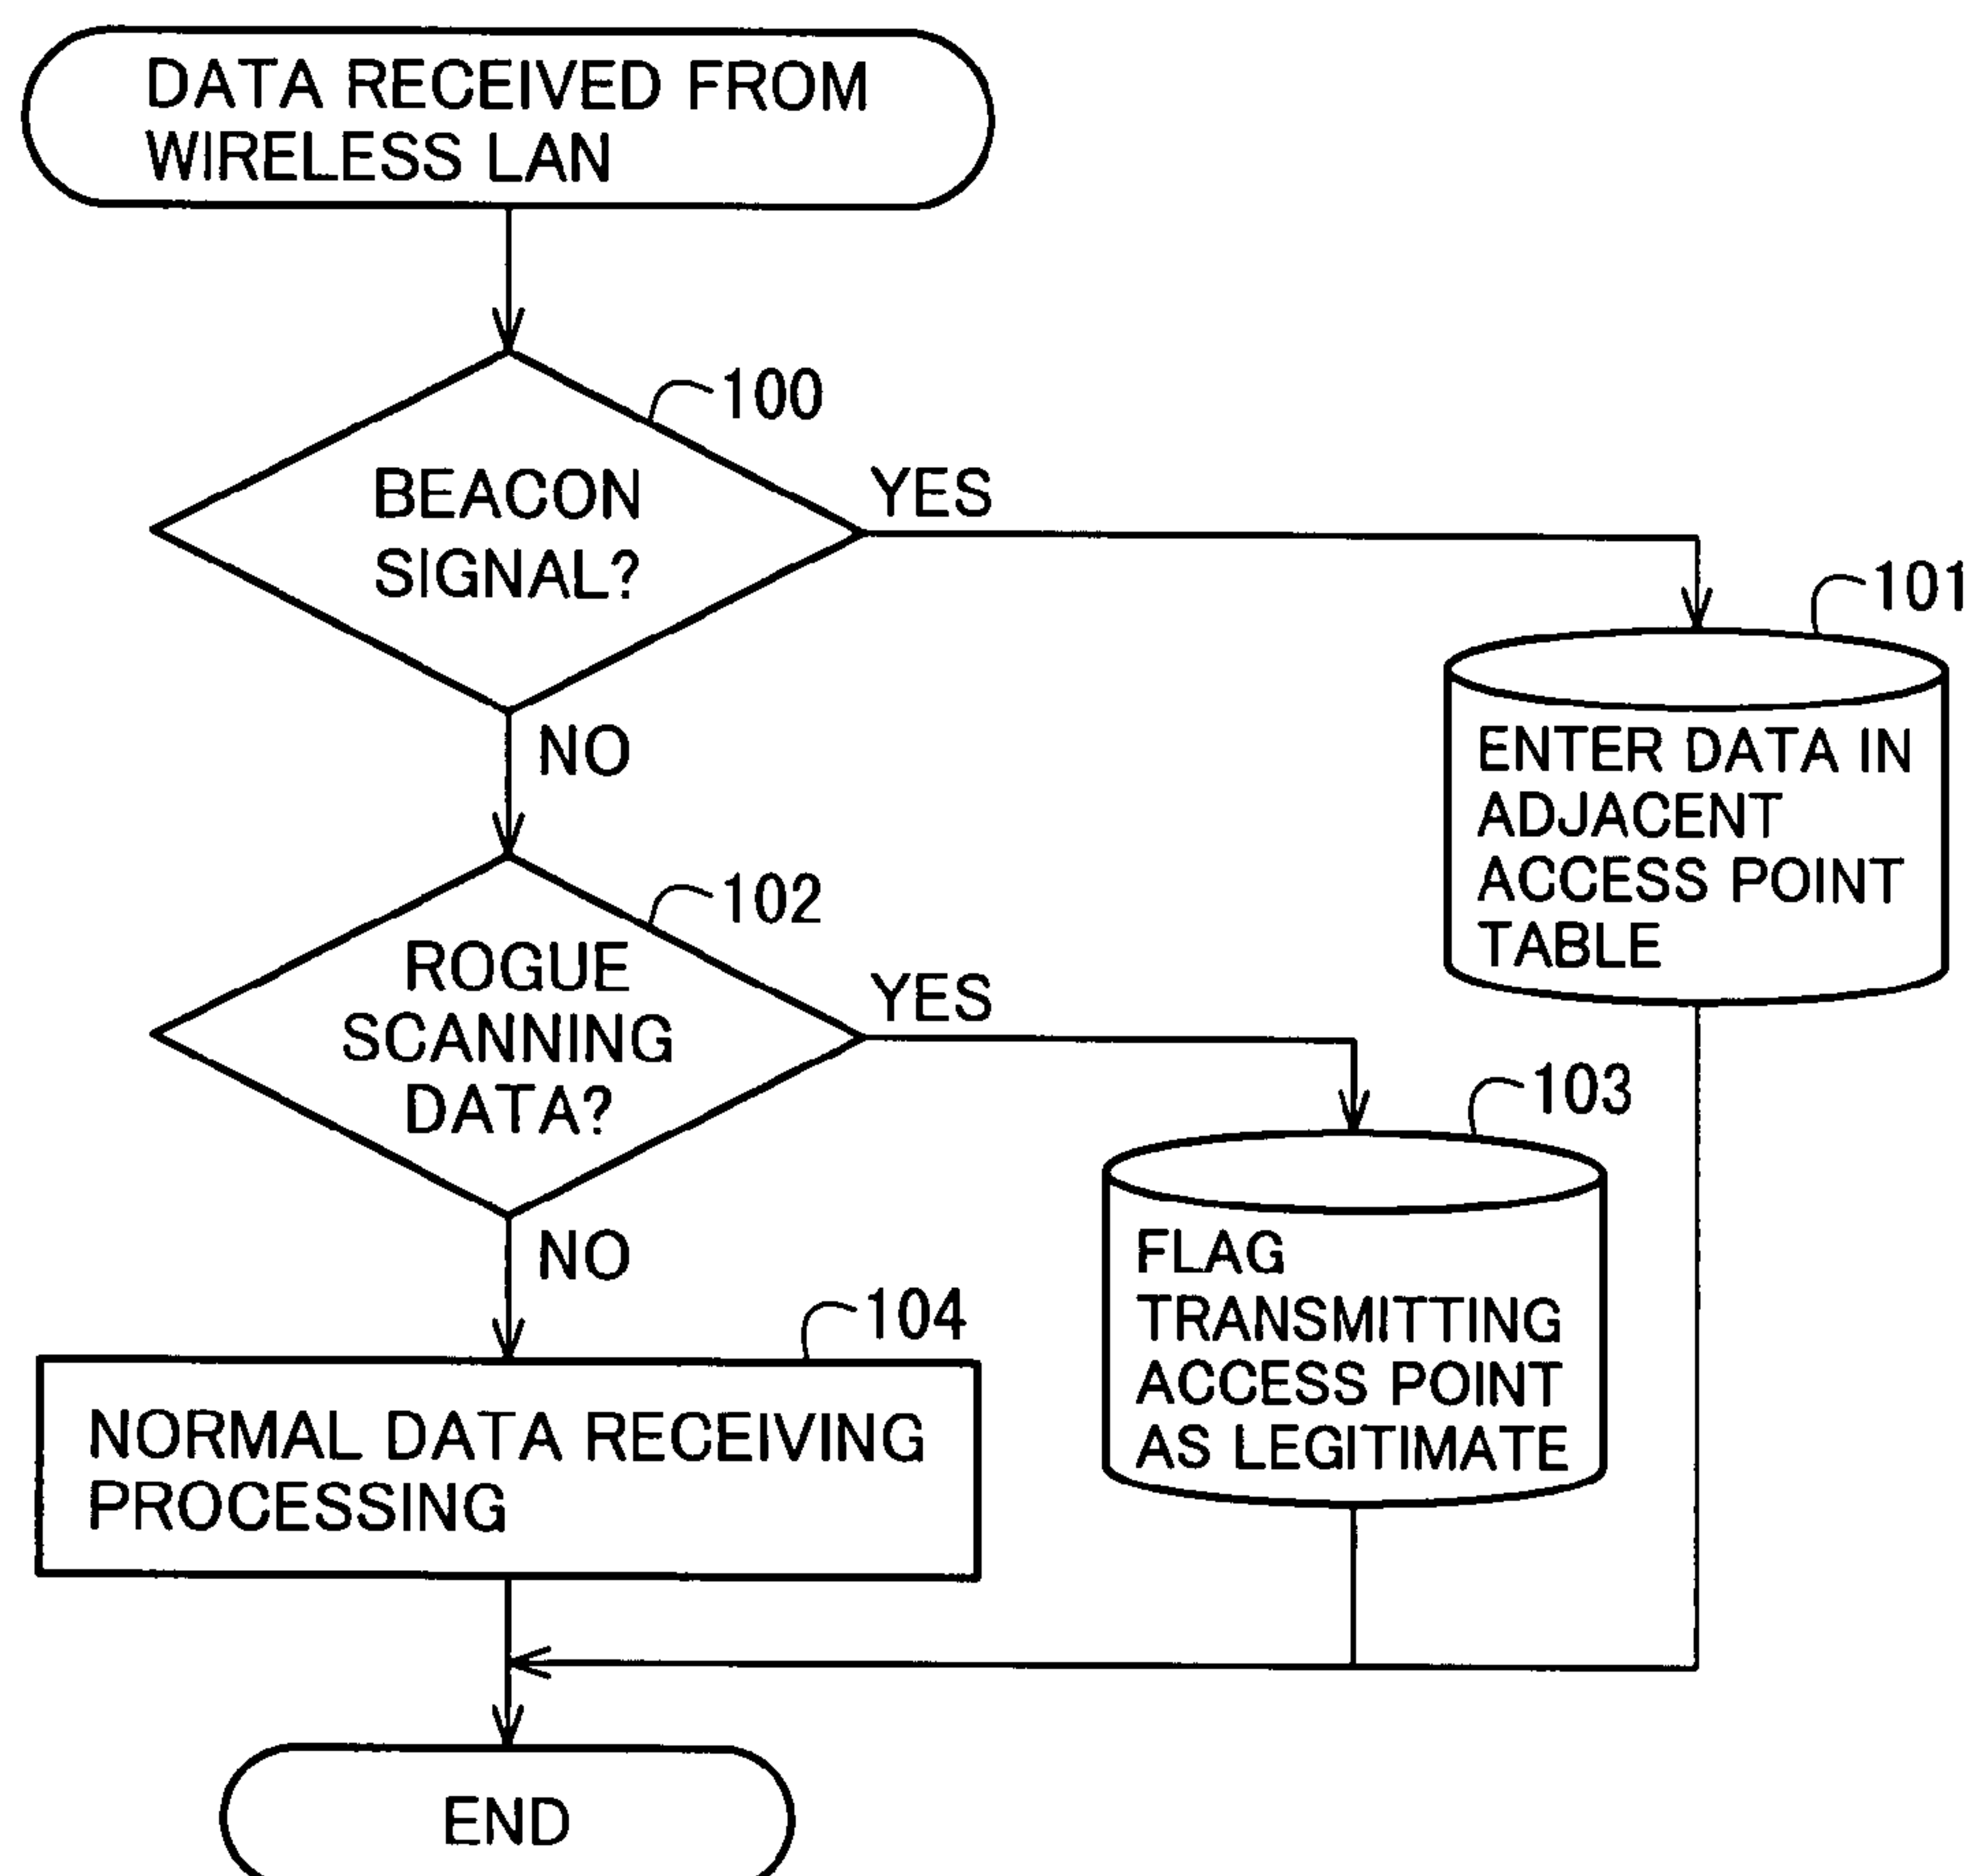 DATA RECEIVED FROM
WIRELESS LAN
100
BEACON
SIGNAL?
YES
NO
101
ENTER DATA IN
ADJACENT
ACCESS POINT
TABLE
102
ROGUE
SCANNING
DATA?
YES
NO
103
FLAG
TRANSMITTING
ACCESS POINT
AS LEGITIMATE
104
NORMAL DATA RECEIVING
PROCESSING
END